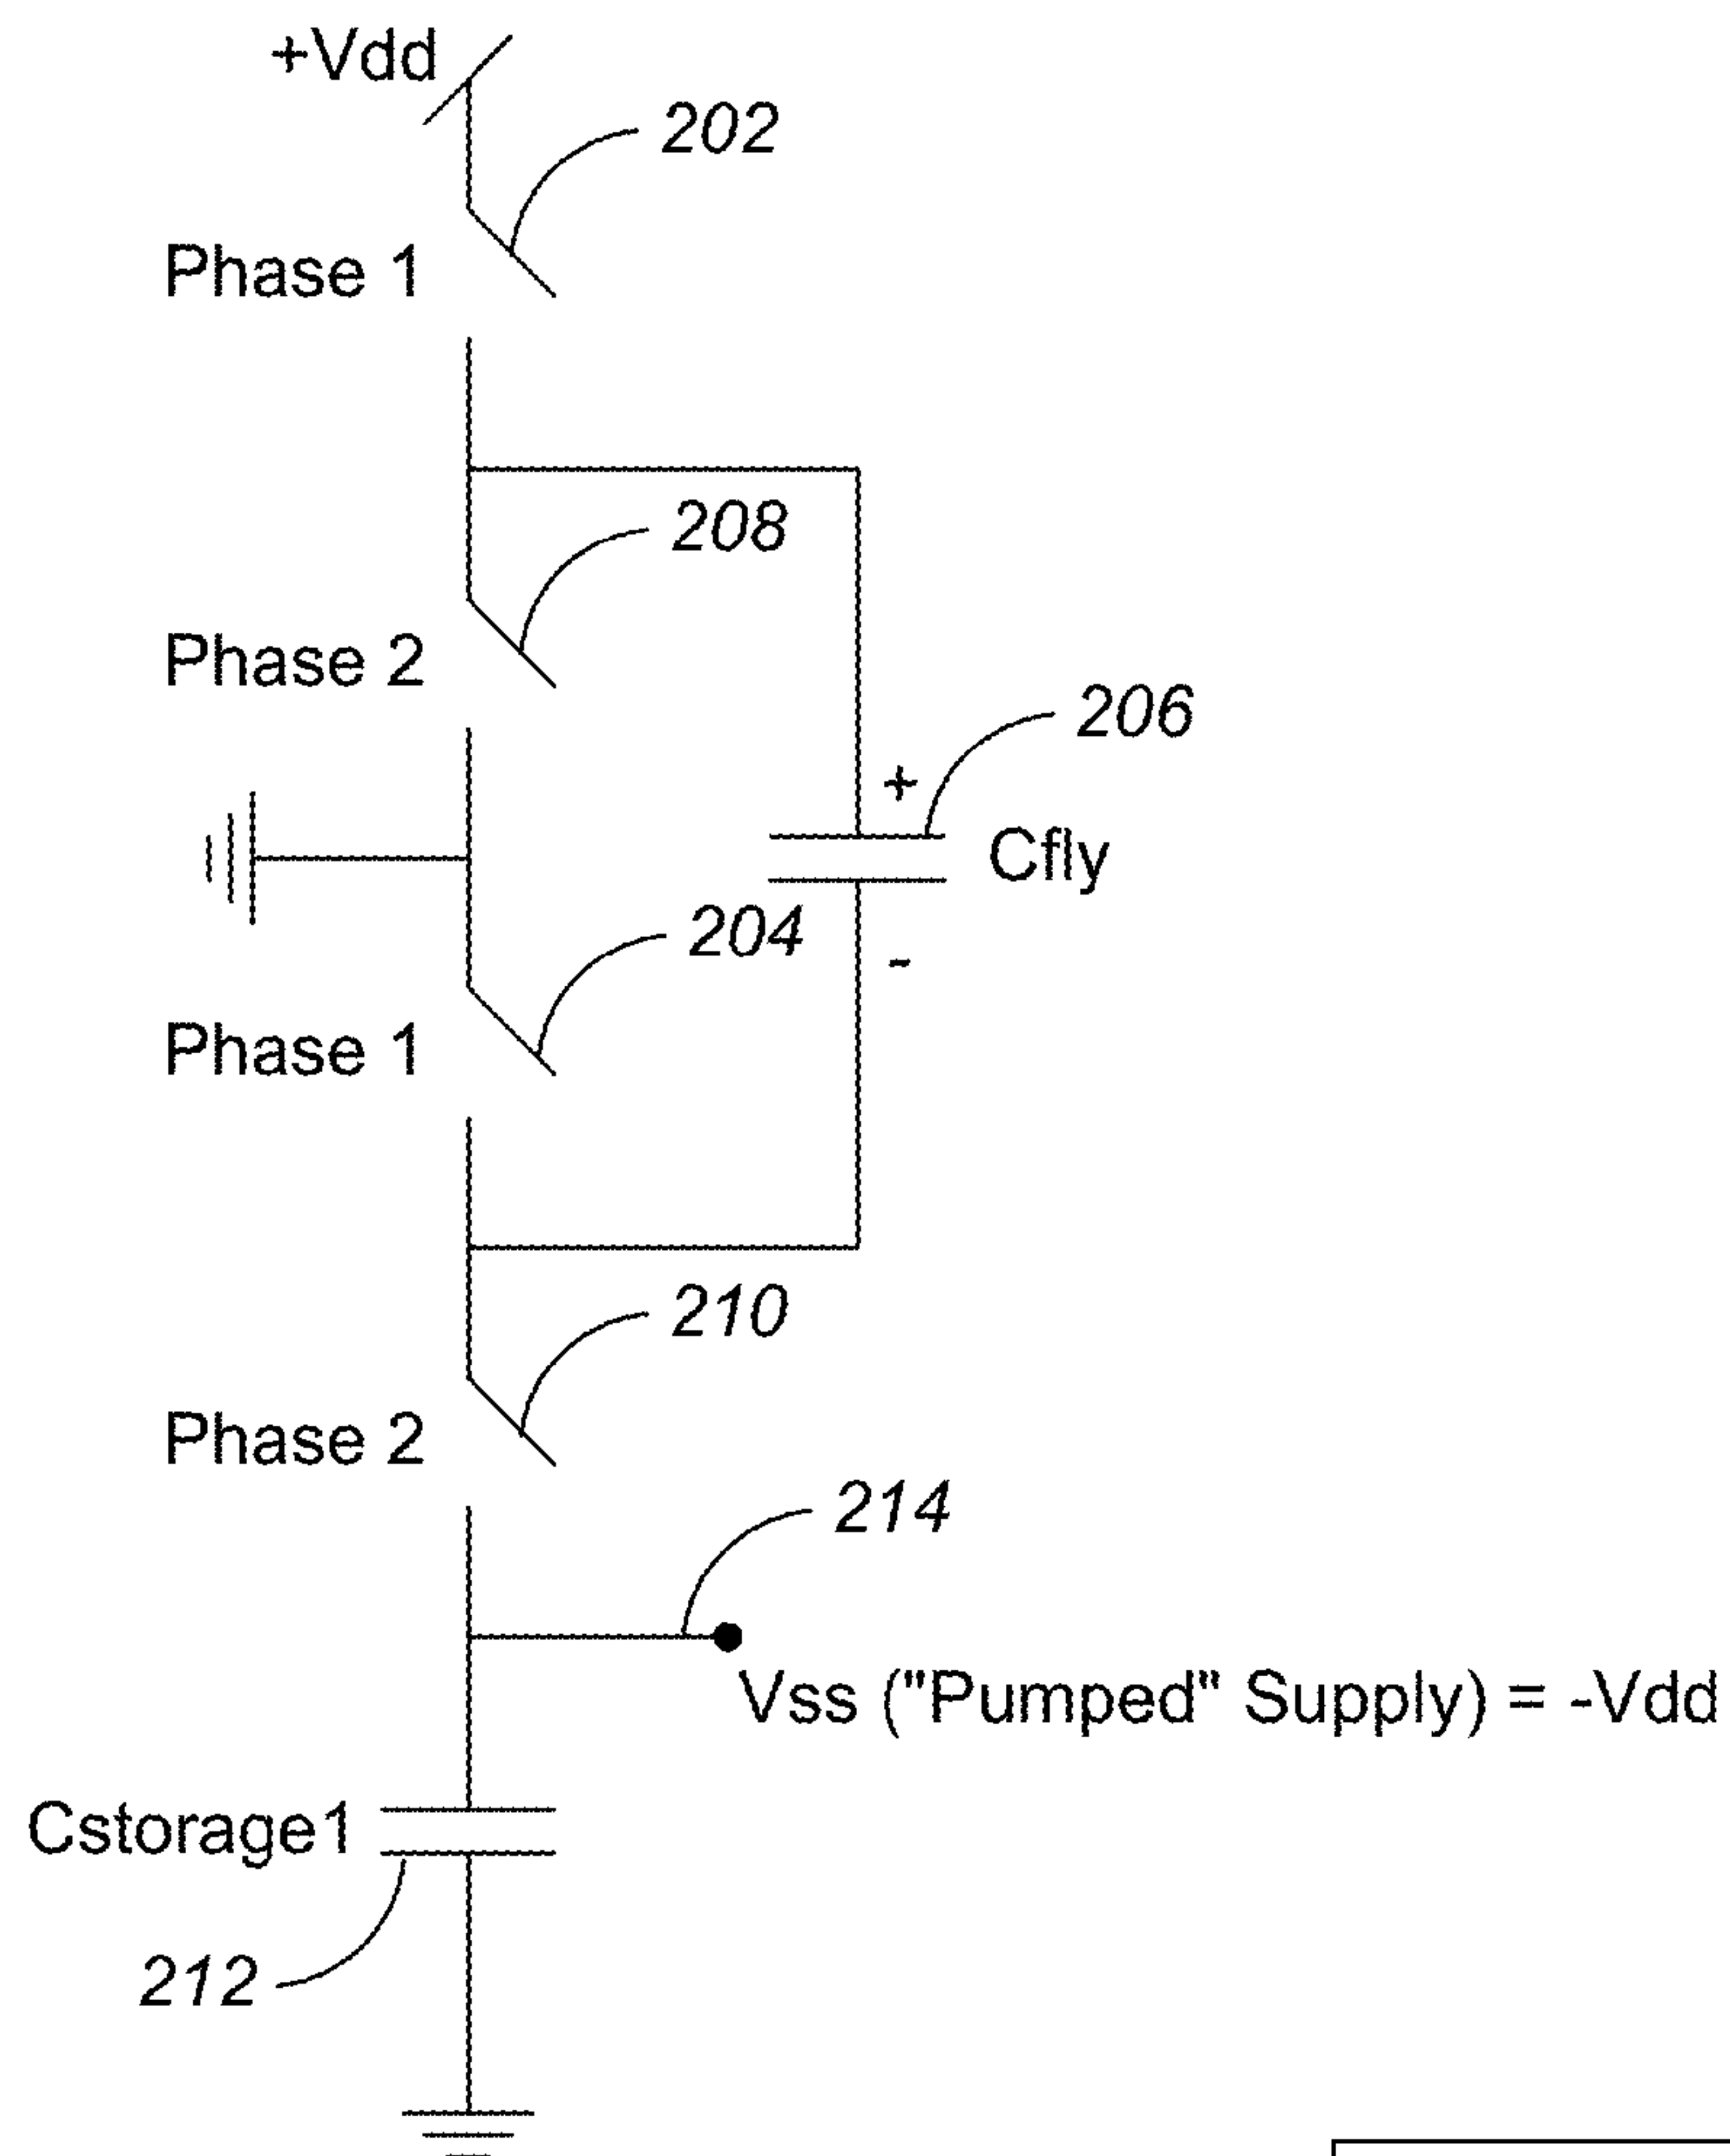 +Vdd
202
Phase 1
208
Phase 2
206
+
Cfly
204
-
Phase 1
210
Phase 2
214
Vss ("Pumped" Supply) = -Vdd
Cstorage1
212